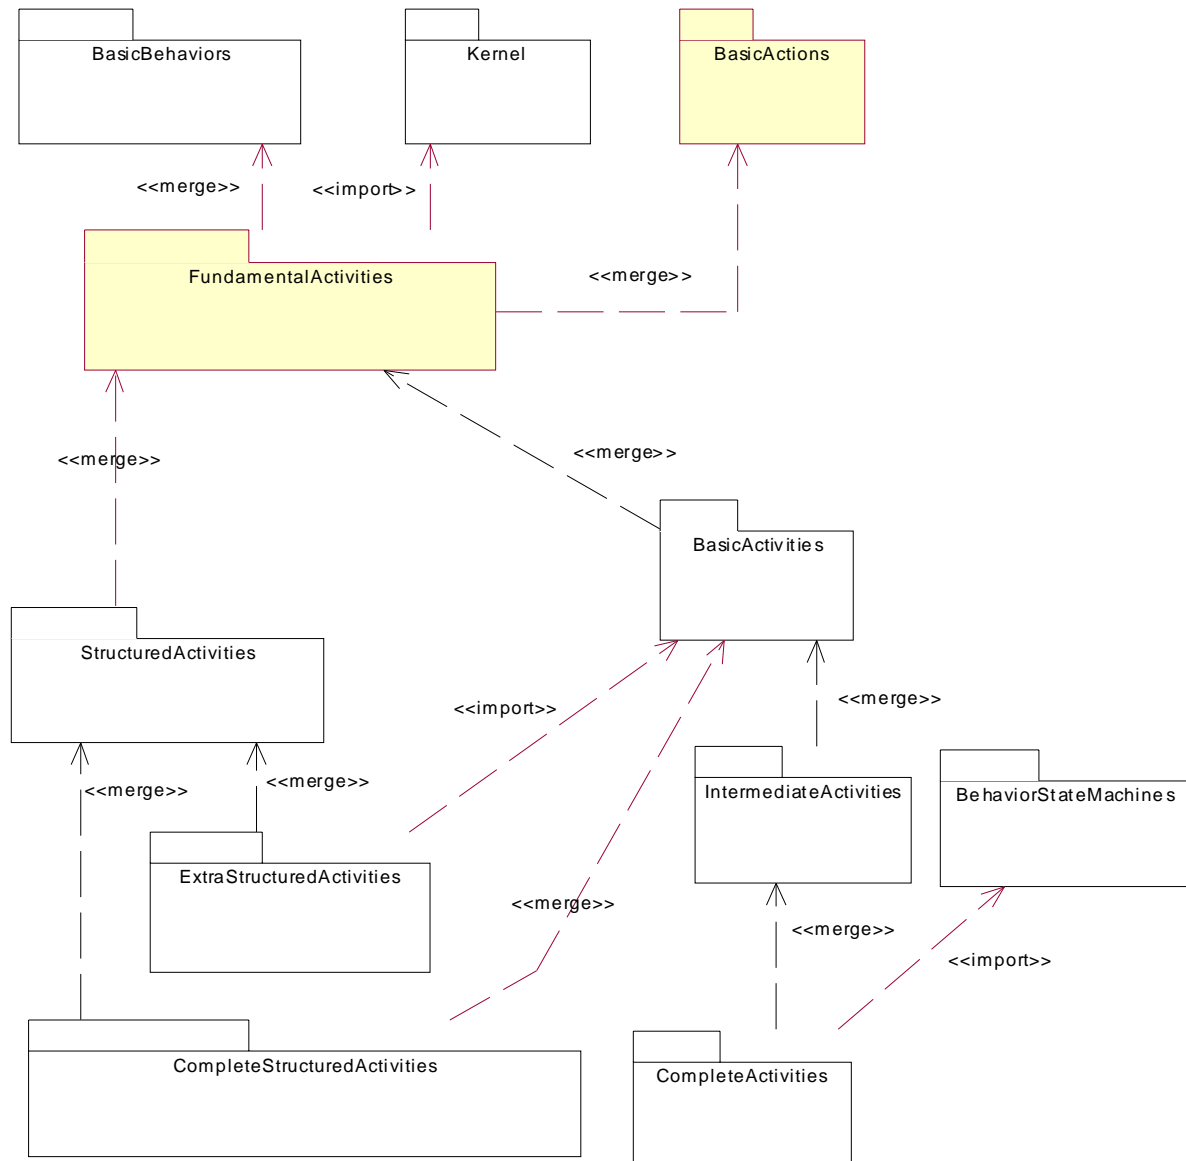 BasicBehaviors
Kernel
BasicActions
<<merge>>
<<import>>
FundamentalActivities
<<merge>>
<<merge>>
<<merge>>
BasicActivities
StructuredActivities
<<import>>
<<merge>>
<<merge>>
<<merge>>
IntermediateActivities
BehaviorStateMachines
ExtraStructuredActivities
<<merge>>
<<merge>>
<<import>>
CompleteStructuredActivities
CompleteActivities